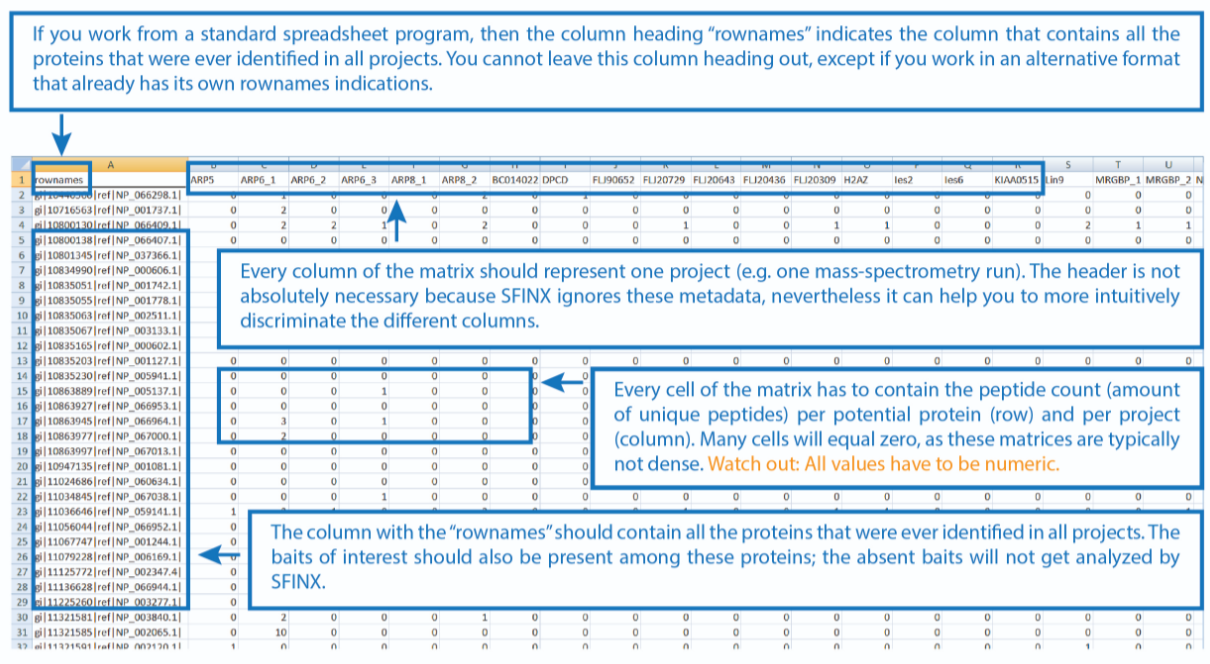 If you work from a standard spreadsheet program, then the column heading “rownames” indicates the column that contains all the
proteins that were ever identified in all projects. You cannot leave this column heading out, except if you work in an alternative format
that already has its own rownames indications.
A S T U
1 rownames ARP5 ARP6_1 ARP6_2 ARP6_3 ARP8_1 ARP8_2 BC014022 DPCD FLJ90652 FLJ20729 FLJ20643 FLJ20436 FLJ20309 H2AZ Ies2 Ies6 KIAA0515 Lin9 MRGBP_1 MRGBP_2 N
2 0 0 0
3 gi|10716563|ref|NP_001737.1| 0 2 0 0 0 0 0 0 0 0 0 0 0 0 0 0 0 0 0 0
4 gi|10800130|ref|NP_066409.1| 0 2 2 1 0 2 0 0 0 1 0 0 1 1 0 0 0 2 1 1
5 gi|10800138|ref|NP_066407.1| 0 0 0 0 0 0 0 0 0 0 0 0 0 0 0 0 0 0 0 0
6 gi|10801345|ref|NP_037366.1|
7 gi|10834990|ref|NP_000606.1|
8 gi|10835051|ref|NP_001742.1|
9 gi|10835055|ref|NP_001778.1|
10 gi|10835063|ref|NP_002511.1|
11 gi|10835067|ref|NP_003133.1|
12 gi|10835165|ref|NP_000602.1|
Every column of the matrix should represent one project (e.g. one mass-spectrometry run). The header is not
absolutely necessary because SFINX ignores these metadata, nevertheless it can help you to more intuitively
discriminate the different columns.
13 gi|10835203|ref|NP_001127.1| 0 0 0 0 0 0 0 0 0 0 0 0 0 0 0 0 0 0 0 0
14 gi|10835230|ref|NP_005941.1| 0 0 0 0 0 0 0 0
15 gi|10863889|ref|NP_005137.1| 0 0 0 1 0 0 0
16 gi|10863927|ref|NP_066953.1| 0 0 0 0 0 0 0 0
17 gi|10863945|ref|NP_066964.1| 0 3 0 1 0 0 0 0
18 gi|10863977|ref|NP_067000.1| 0 2 0 0 0 0 0 0
19 gi|10863997|ref|NP_067013.1| 0 0 0 0 0 0 0 0
20 gi|10947135|ref|NP_001081.1| 0 0 0 0 0 0 0 0
21 gi|11024686|ref|NP_060634.1| 0 0 0 0 0 0 0 0
Every cell of the matrix has to contain the peptide count (amount
of unique peptides) per potential protein (row) and per project
(column). Many cells will equal zero, as these matrices are typically
not dense. Watch out: All values have to be numeric.
22 gi|11034845|ref|NP_067038.1| 0 0 0 1 0 0 0 0 0 0 0 0 0 0 0 0 0 0 0 0
23 gi|11036646|ref|NP_059141.1| 1
24 gi|11056044|ref|NP_066952.1| 0
25 gi|11067747|ref|NP_001244.1| 0
26 gi|11079228|ref|NP_006169.1| 0
27 gi|11125772|ref|NP_002347.4| 0
28 gi|11136628|ref|NP_066944.1| 0
29 gi|11225260|ref|NP_003277.1| 0
The column with the “rownames” should contain all the proteins that were ever identified in all projects. The
baits of interest should also be present among these proteins; the absent baits will not get analyzed by
SFINX.
30 gi|11321581|ref|NP_003840.1| 0 2 0 0 0 1 0 0 0 0 0 0 0 0 0 0 0 0 0 0
31 gi|11321585|ref|NP_002065.1| 0 10 0 0 0 0 0 0 0 0 0 0 0 0 0 0 0 0 0 0